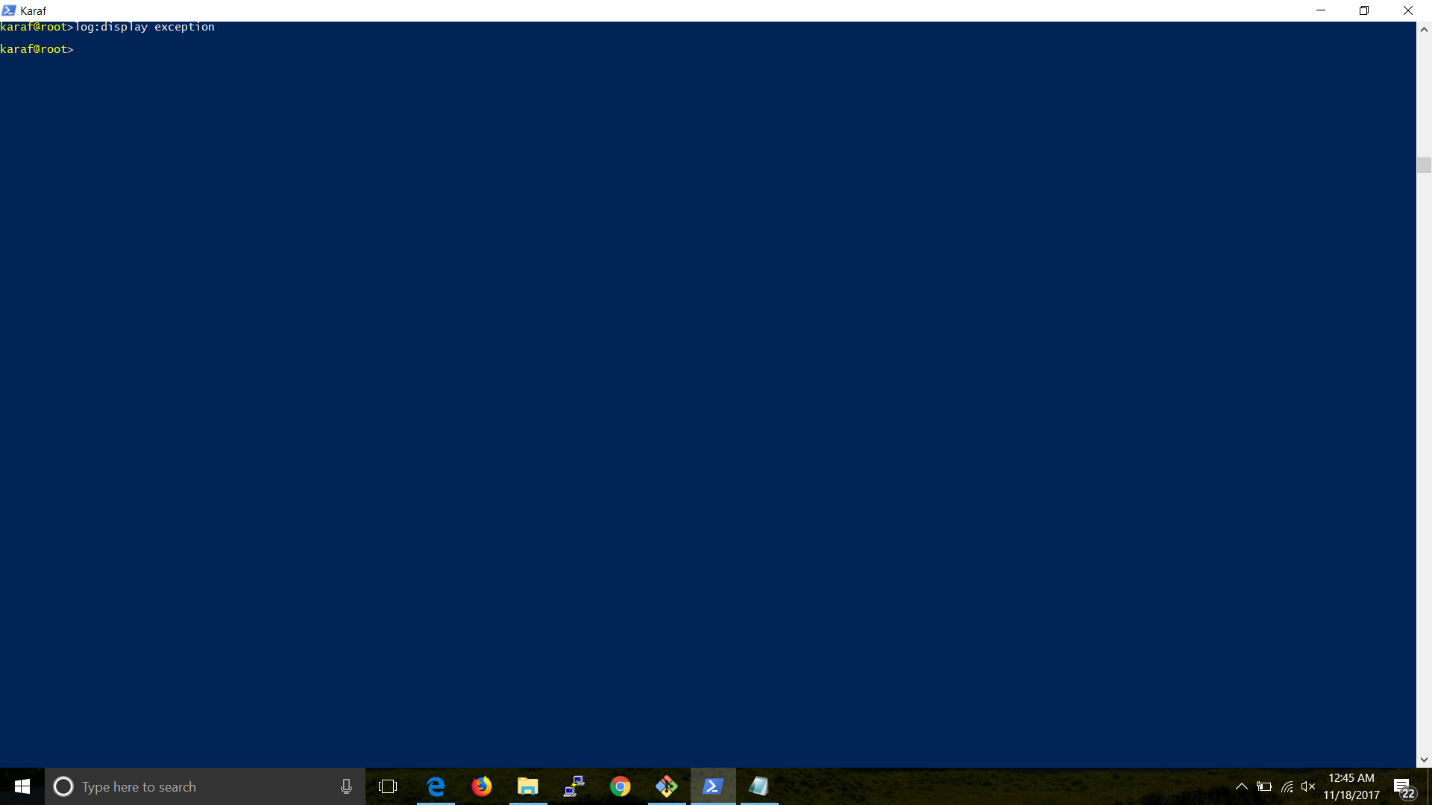 Karaf
karaf@root>log:display exception
karaf@root>
Type here to search
12:45 AM
11/18/2017
22